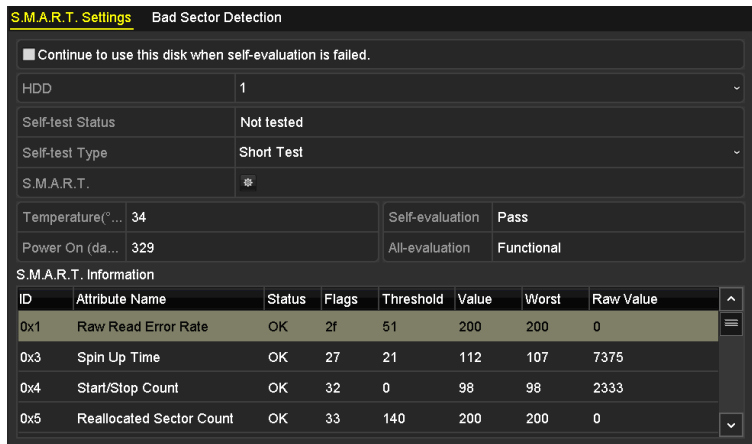 S.M.A.R.T. Settings Bad Sector Detection
Continue to use this disk when self-evaluation is failed.
HDD 1
Self-test Status Not tested
Self-test Type Short Test
S.M.A.R.T.
Temperature(°... 34 Self-evaluation Pass
Power On (da... 329 All-evaluation Functional
S.M.A.R.T. Information
ID Attribute Name Status Flags Threshold Value Worst Raw Value
0x1 Raw Read Error Rate OK 2f 51 200 200 0
0x3 Spin Up Time OK 27 21 112 107 7375
0x4 Start/Stop Count OK 32 0 98 98 2333
0x5 Reallocated Sector Count OK 33 140 200 200 0